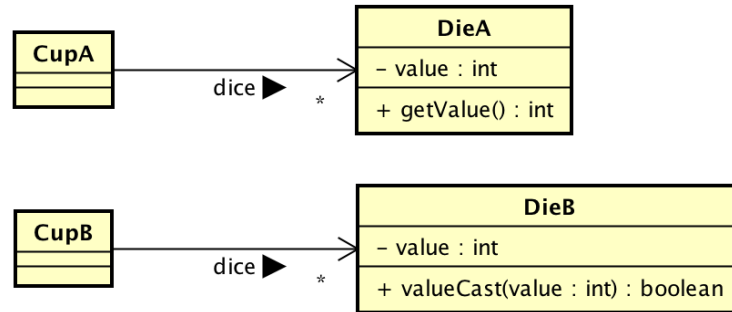 CupA
dice ▶
*
DieA
– value : int
+ getValue() : int
CupB
dice ▶
*
DieB
– value : int
+ valueCast(value : int) : boolean